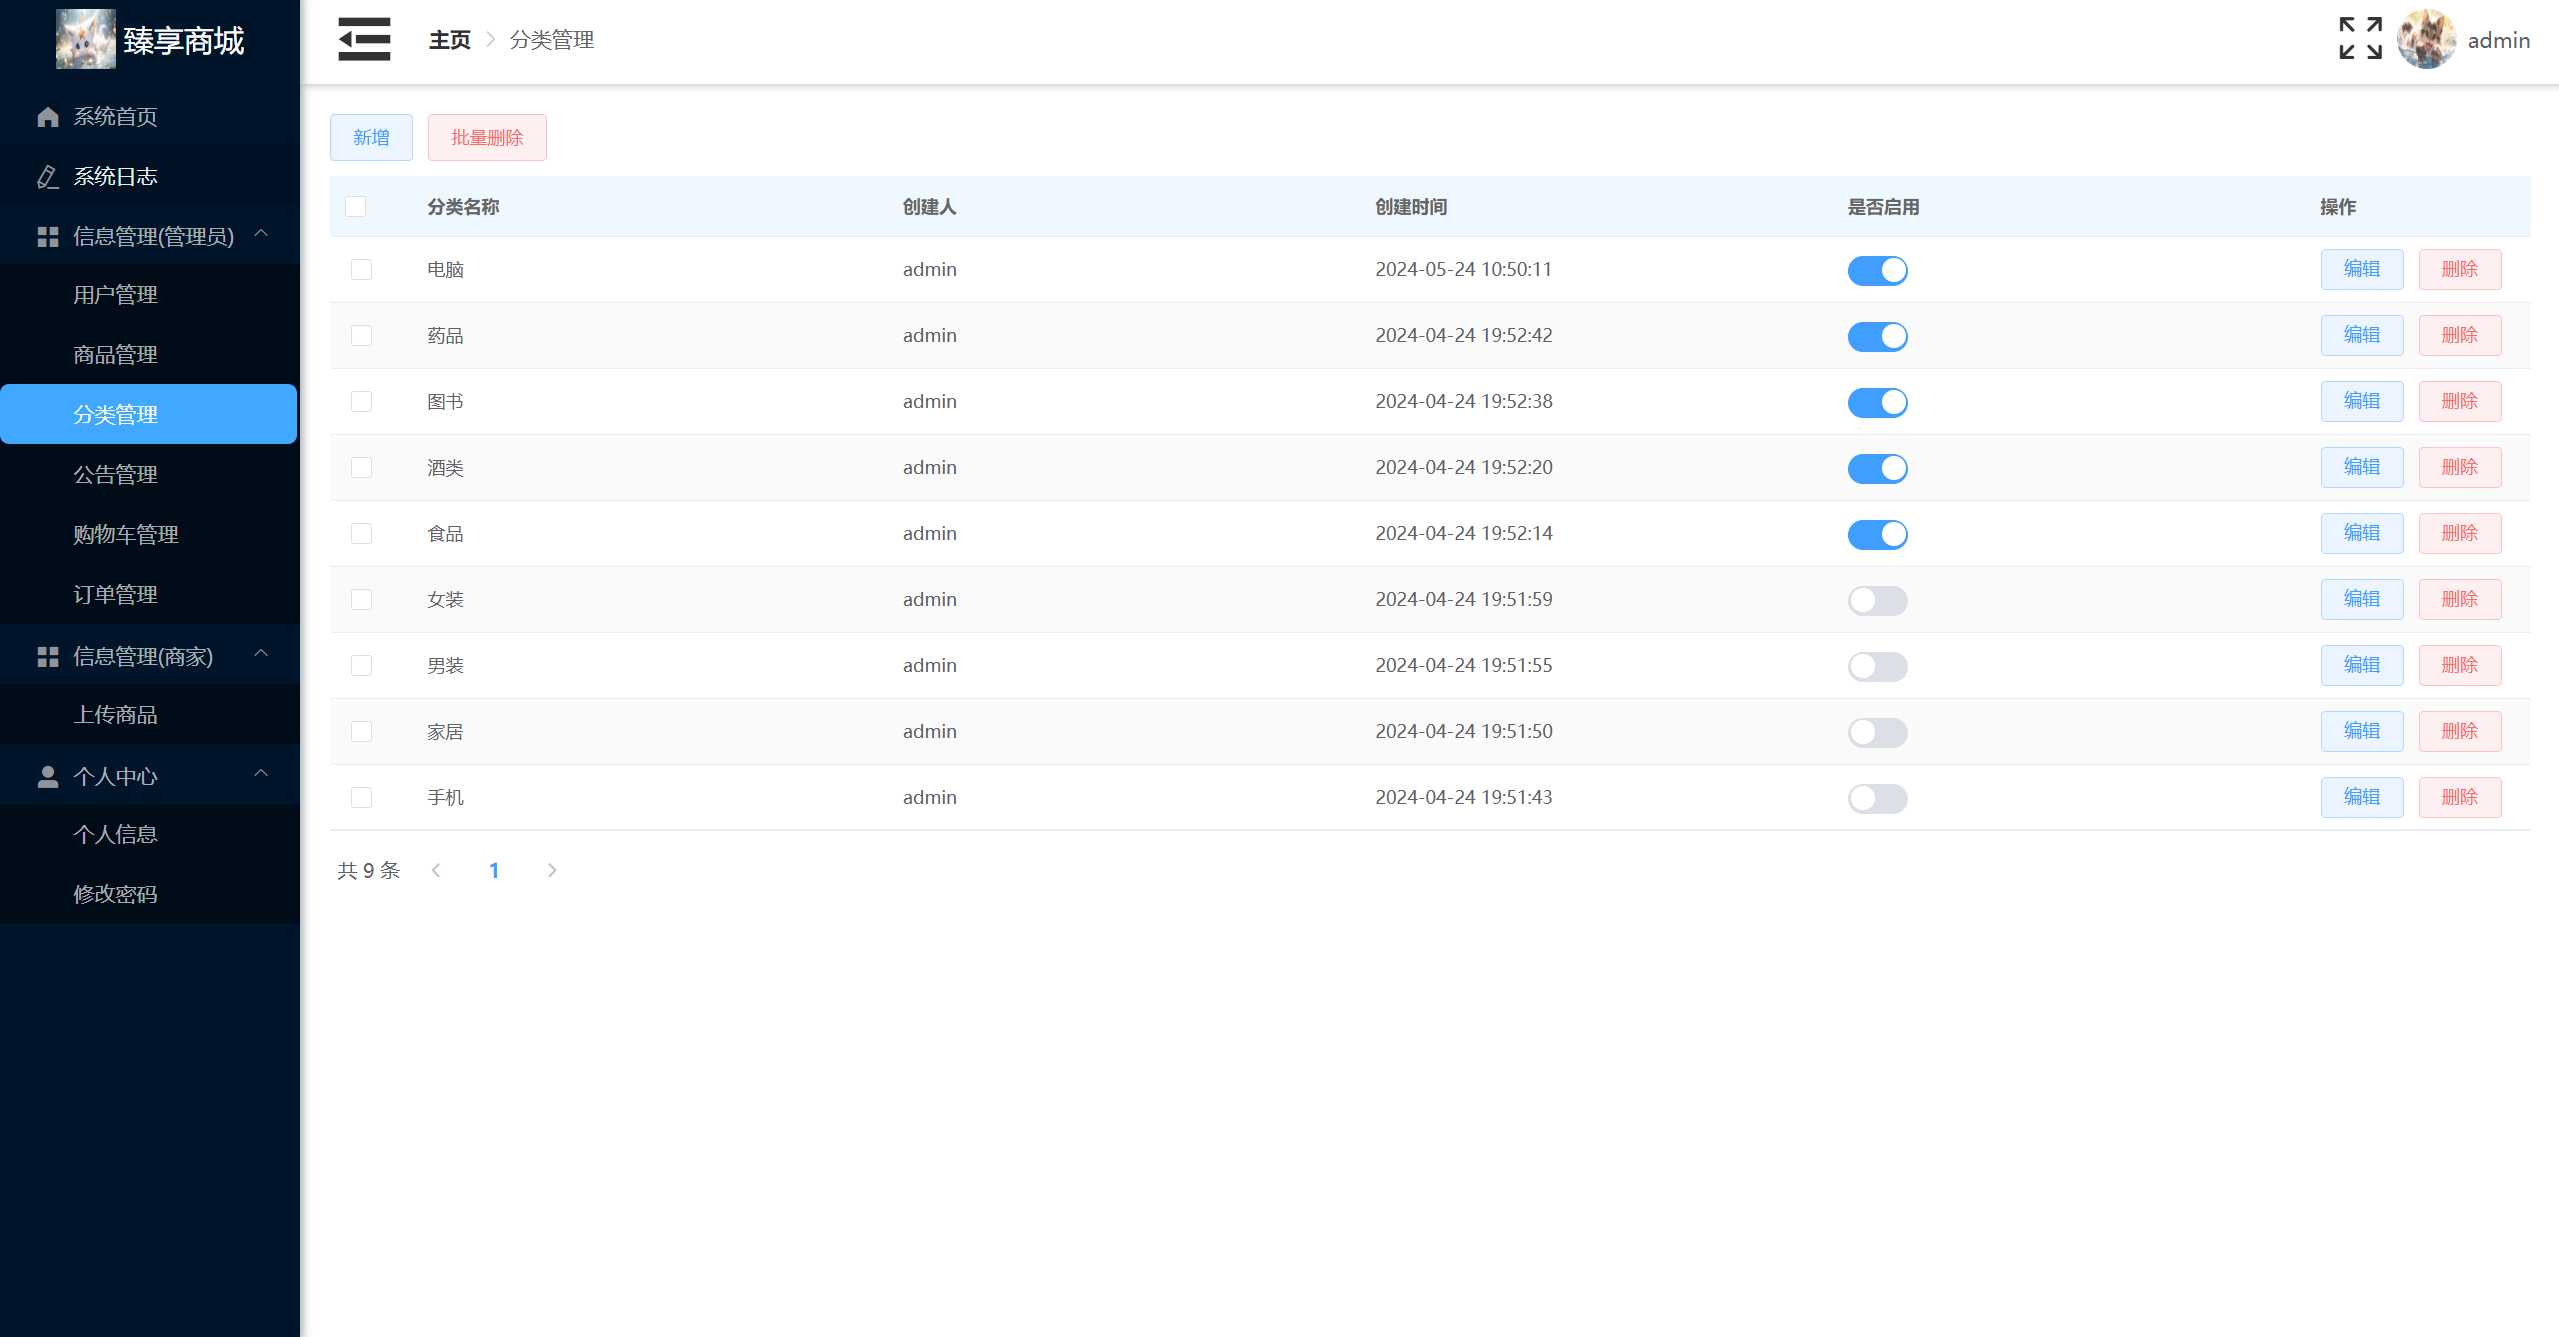 臻享商城
系统首页
系统日志
信息管理(管理员)
用户管理
商品管理
分类管理
公告管理
购物车管理
订单管理
信息管理(商家)
上传商品
个人中心
个人信息
修改密码
主页 分类管理
admin
新增 批量删除
分类名称 创建人 创建时间 是否启用 操作
电脑 admin 2024-05-24 10:50:11 编辑 删除
药品 admin 2024-04-24 19:52:42 编辑 删除
图书 admin 2024-04-24 19:52:38 编辑 删除
酒类 admin 2024-04-24 19:52:20 编辑 删除
食品 admin 2024-04-24 19:52:14 编辑 删除
女装 admin 2024-04-24 19:51:59 编辑 删除
男装 admin 2024-04-24 19:51:55 编辑 删除
家居 admin 2024-04-24 19:51:50 编辑 删除
手机 admin 2024-04-24 19:51:43 编辑 删除
共 9 条 1